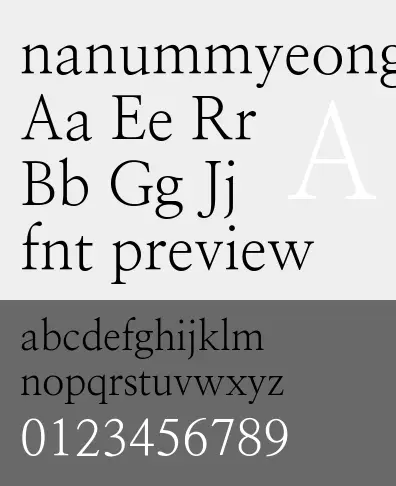 nanummyeong
Aa Ee Rr
A
Bb Gg Jj
fnt preview
abcdefghijklm
nopqrstuvwxyz
0123456789